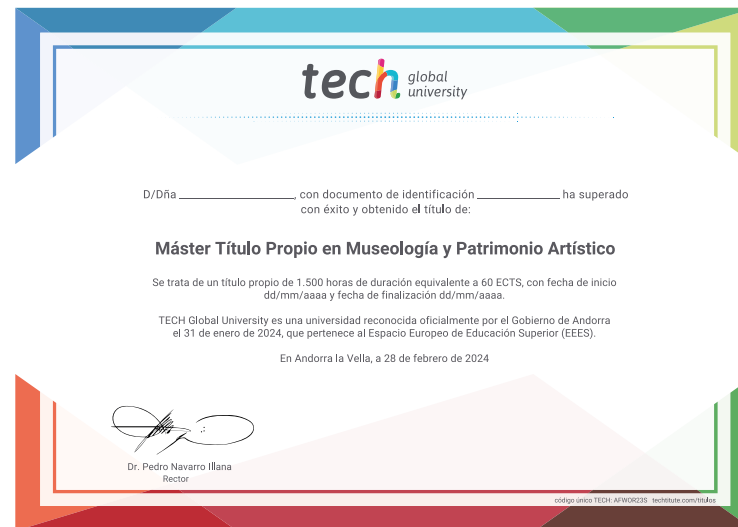 tech global university
D/Dña ____________, con documento de identificación ____________ ha superado
con éxito y obtenido el título de:
Máster Título Propio en Museología y Patrimonio Artístico
Se trata de un título propio de 1.500 horas de duración equivalente a 60 ECTS, con fecha de inicio
dd/mm/aaaa y fecha de finalización dd/mm/aaaa.
TECH Global University es una universidad reconocida oficialmente por el Gobierno de Andorra
el 31 de enero de 2024, que pertenece al Espacio Europeo de Educación Superior (EEES).
En Andorra la Vella, a 28 de febrero de 2024
Dr. Pedro Navarro Illana
Rector
código único TECH: AFWOR23S techtitute.com/titulos